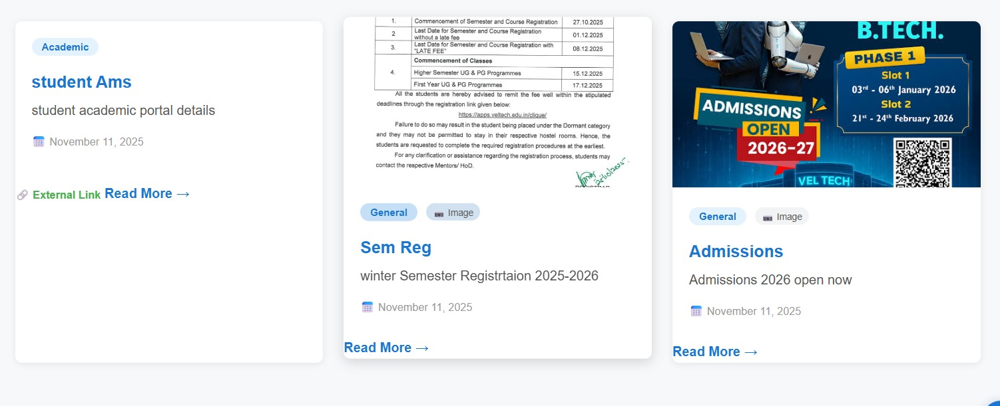 Academic
student Ams
student academic portal details
November 11, 2025
External Link Read More →
1. Commencement of Semester and Course Registration 27.10.2025
2 Last Date for Semester and Course Registration without a late fee 01.12.2025
3. Last Date for Semester and Course Registration with "LATE FEE" 08.12.2025
4. Commencement of Classes
Higher Semester UG & PG Programmes 15.12.2025
First Year UG & PG Programmes 17.12.2025
All the students are hereby advised to remit the fee well within the stipulated
deadlines through the registration link given below:
https://apps.veltech.edu.in/clique/
Failure to do so may result in the student being placed under the Dormant category
and they may not be permitted to stay in their respective hostel rooms. Hence, the
students are requested to complete the required registration procedures at the earliest.
For any clarification or assistance regarding the registration process, students may
contact the respective Mentors/ HoD.
General
Image
Sem Reg
winter Semester Registrtaion 2025-2026
November 11, 2025
Read More →
B.TECH.
PHASE 1
Slot 1
03rd - 06th January 2026
Slot 2
21st - 24th February 2026
ADMISSIONS
OPEN
2026-27
VEL TECH
General
Image
Admissions
Admissions 2026 open now
November 11, 2025
Read More →